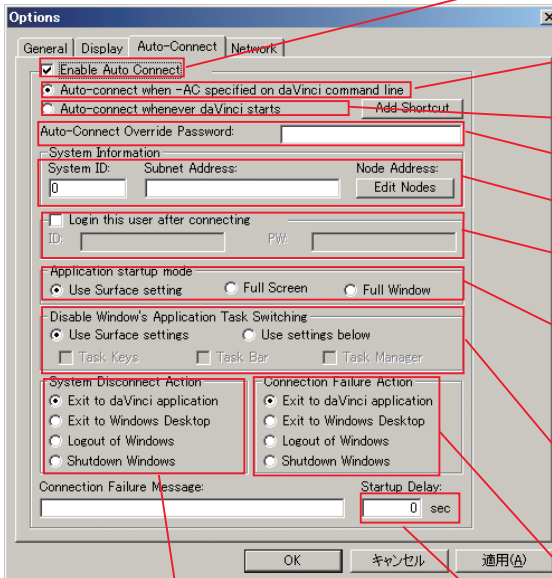 Options
General Display Auto-Connect Network
Enable Auto Connect
Auto-connect when -AC specified on daVinci command line
Auto-connect whenever daVinci starts Add Shortcut
Auto-Connect Override Password:
System Information
System ID: Subnet Address: Node Address:
0 Edit Nodes
Login this user after connecting
ID: PW:
Application startup mode
Use Surface setting Full Screen Full Window
Disable Window's Application Task Switching
Use Surface settings Use settings below
Task Keys Task Bar Task Manager
System Disconnect Action Connection Failure Action
Exit to daVinci application Exit to daVinci application
Exit to Windows Desktop Exit to Windows Desktop
Logout of Windows Logout of Windows
Shutdown Windows Shutdown Windows
Connection Failure Message: Startup Delay:
0 sec
OK キャンセル 適用(A)